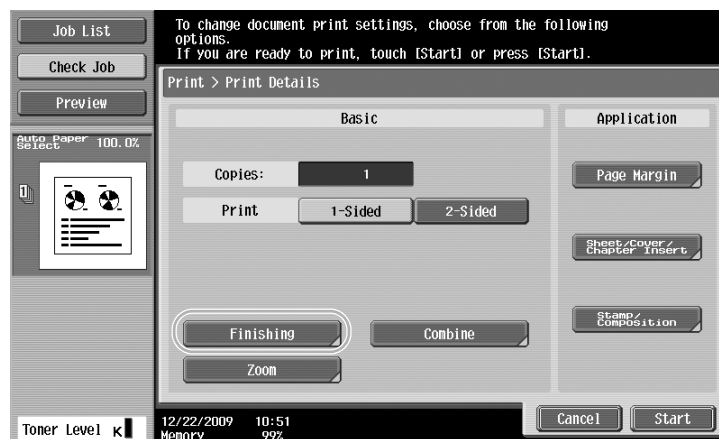 Job List
Check Job
Preview
Auto Paper
Select
100.0%
To change document print settings, choose from the following
options.
If you are ready to print, touch [Start] or press [Start].
Print > Print Details
Basic
Copies: 1
Print 1-Sided 2-Sided
Finishing Combine
Zoom
Application
Page Margin
Sheet/Cover/
Chapter Insert
Stamp/
Composition
Toner Level K
12/22/2009 10:51
Memory 99%
Cancel Start